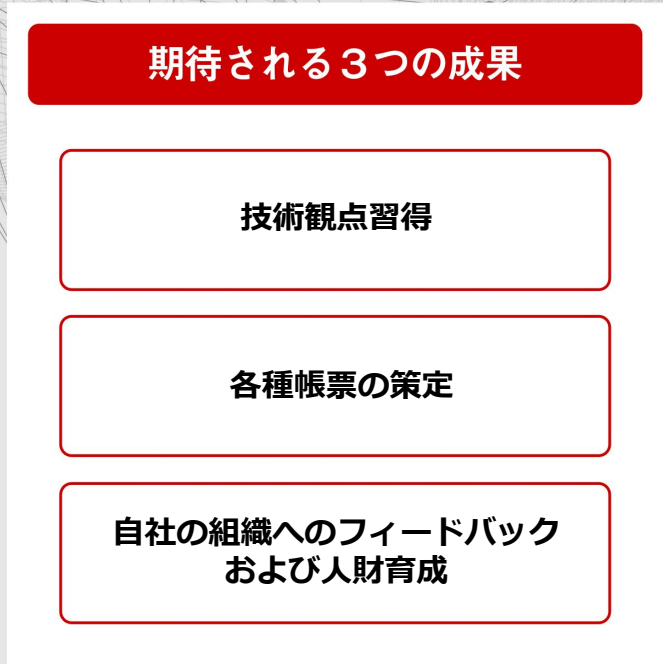 期待される３つの成果
技術観点習得
各種帳票の策定
自社の組織へのフィードバック
および人財育成